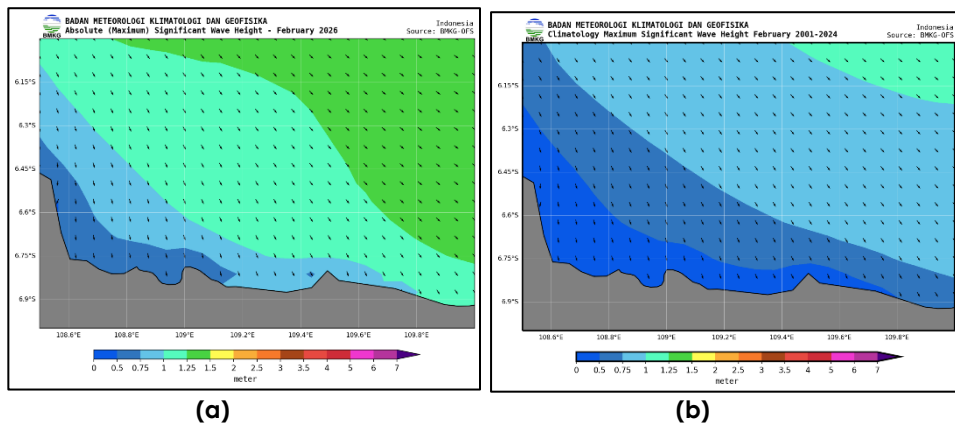 BADAN METEOROLOGI KLIMATOLOGI DAN GEOFISIKA
Absolute (Maximum) Significant Wave Height - February 2026
Indonesia
Source: BMKG-OFS
BMKG
6.15°S
6.3°S
6.45°S
6.6°S
6.75°S
6.9°S
108.6°E 108.8°E 109°E 109.2°E 109.4°E 109.6°E 109.8°E
0 0.5 0.75 1 1.25 1.5 2 2.5 3 3.5 4 5 6 7
meter
(a)
BADAN METEOROLOGI KLIMATOLOGI DAN GEOFISIKA
Climatology Maximum Significant Wave Height February 2001-2024
Indonesia
Source: BMKG-OFS
BMKG
6.15°S
6.3°S
6.45°S
6.6°S
6.75°S
6.9°S
108.6°E 108.8°E 109°E 109.2°E 109.4°E 109.6°E 109.8°E
0 0.5 0.75 1 1.25 1.5 2 2.5 3 3.5 4 5 6 7
meter
(b)